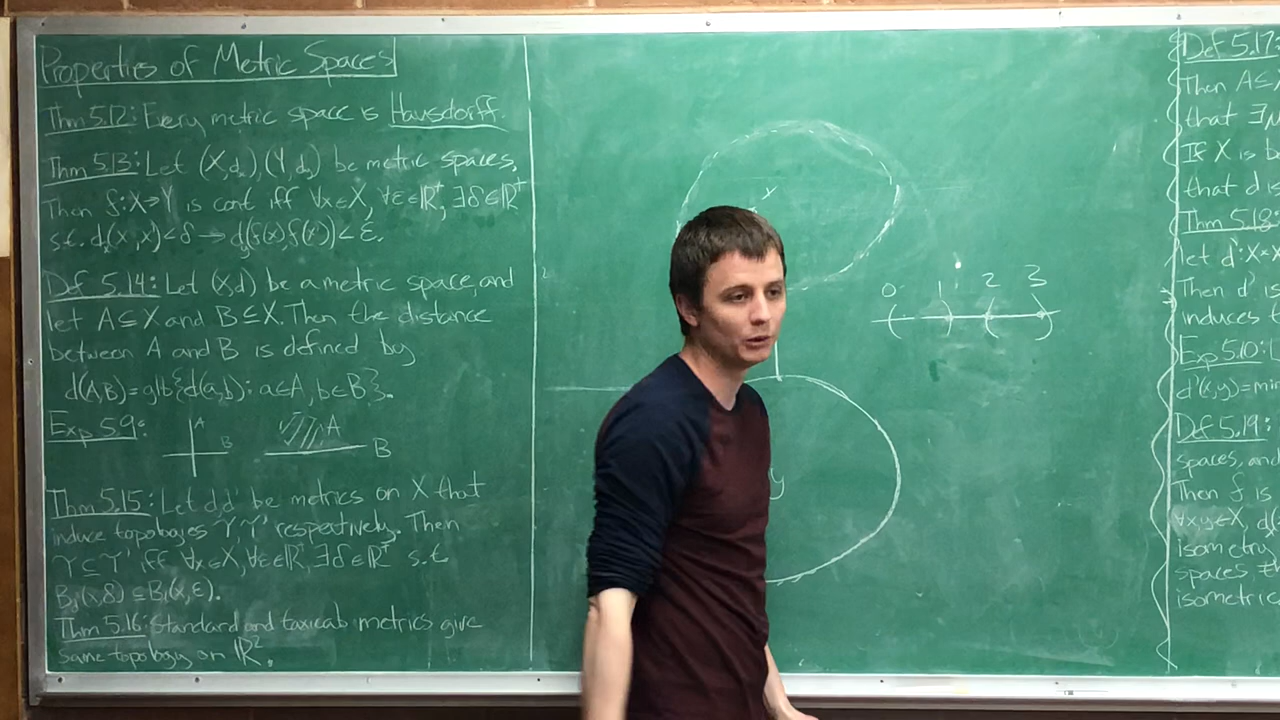 Properties of Metric Spaces
Thm 5.12: Every metric space is Hausdorff.
Thm 5.13: Let (X,dₓ),(Y,dᵧ) be metric spaces.
Then f:X→Y is cont iff ∀x∈X, ∀ε∈ℝ⁺, ∃δ∈ℝ⁺
s.t. dₓ(x,x')<δ → dᵧ(f(x),f(x'))<ε.
Def 5.14: Let (X,d) be a metric space, and
let A⊆X and B⊆X. Then the distance
between A and B is defined by
d(A,B)=glb{d(a,b): a∈A, b∈B}.
Exp 5.9: A B A B
Thm 5.15: Let d,d' be metrics on X that
induce topologies Υ,Υ' respectively. Then
Υ⊆Υ' iff ∀x∈X, ∀ε∈ℝ⁺, ∃δ∈ℝ⁺ s.t.
(x,δ)⊆ (x,ε).
Thm 5.16: Standard and taxicab metrics give
same topology on ℝ².
y
0 1 2 3
y
Def 5.17:
Then A⊆
that ∃
If X is
that d is
Thm 5.18:
let d':X×X
Then d' is
induces
Exp 5.10:
d'(x,y)=min
Def 5.19:
spaces, and
Then f is
∀x,y∈X,
isometry
spaces
isometric